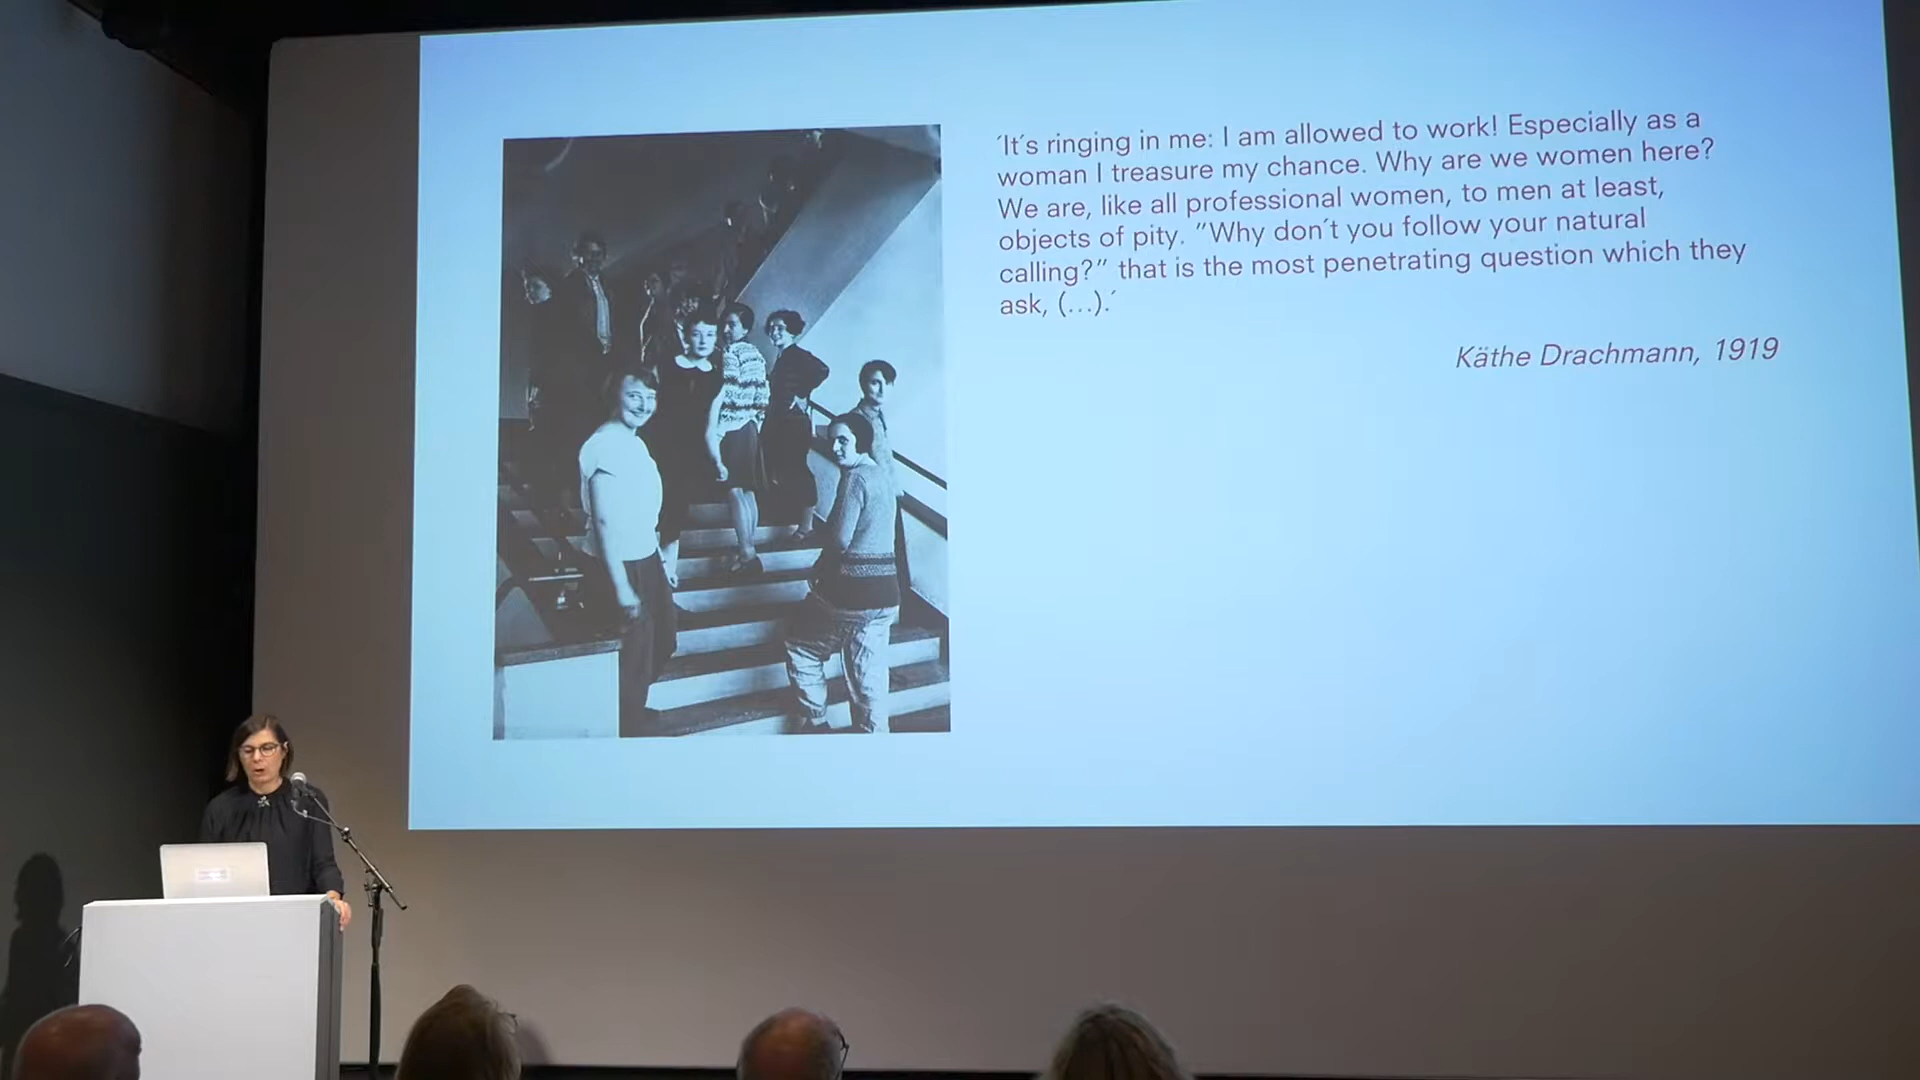 ´It´s ringing in me: I am allowed to work! Especially as a
woman I treasure my chance. Why are we women here?
We are, like all professional women, to men at least,
objects of pity. ”Why don´t you follow your natural
calling?” that is the most penetrating question which they
ask, (...).´
Käthe Drachmann, 1919